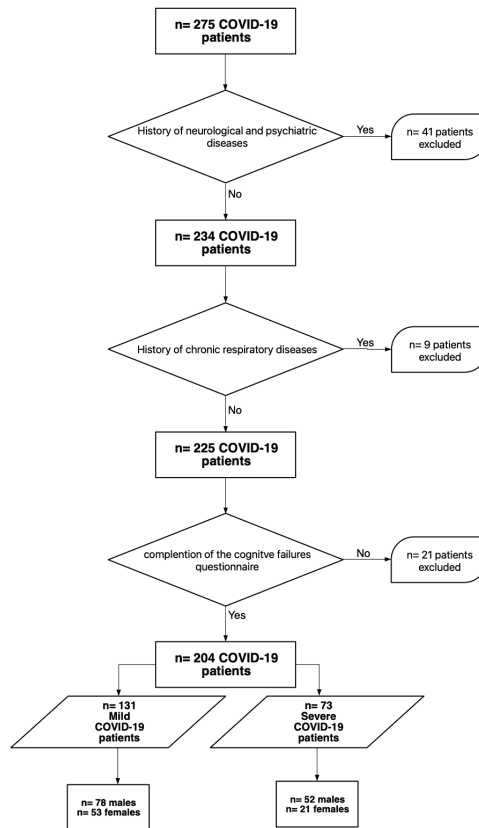 n= 275 COVID-19
patients
History of neurological and psychiatric
diseases
Yes
n= 41 patients
excluded
No
n= 234 COVID-19
patients
History of chronic respiratory diseases
Yes
n= 9 patients
excluded
No
n= 225 COVID-19
patients
complention of the cognitve failures
questionnaire
No
n= 21 patients
excluded
Yes
n= 204 COVID-19
patients
n= 131
Mild
COVID-19
patients
n= 73
Severe
COVID-19
patients
n= 78 males
n= 53 females
n= 52 males
n= 21 females